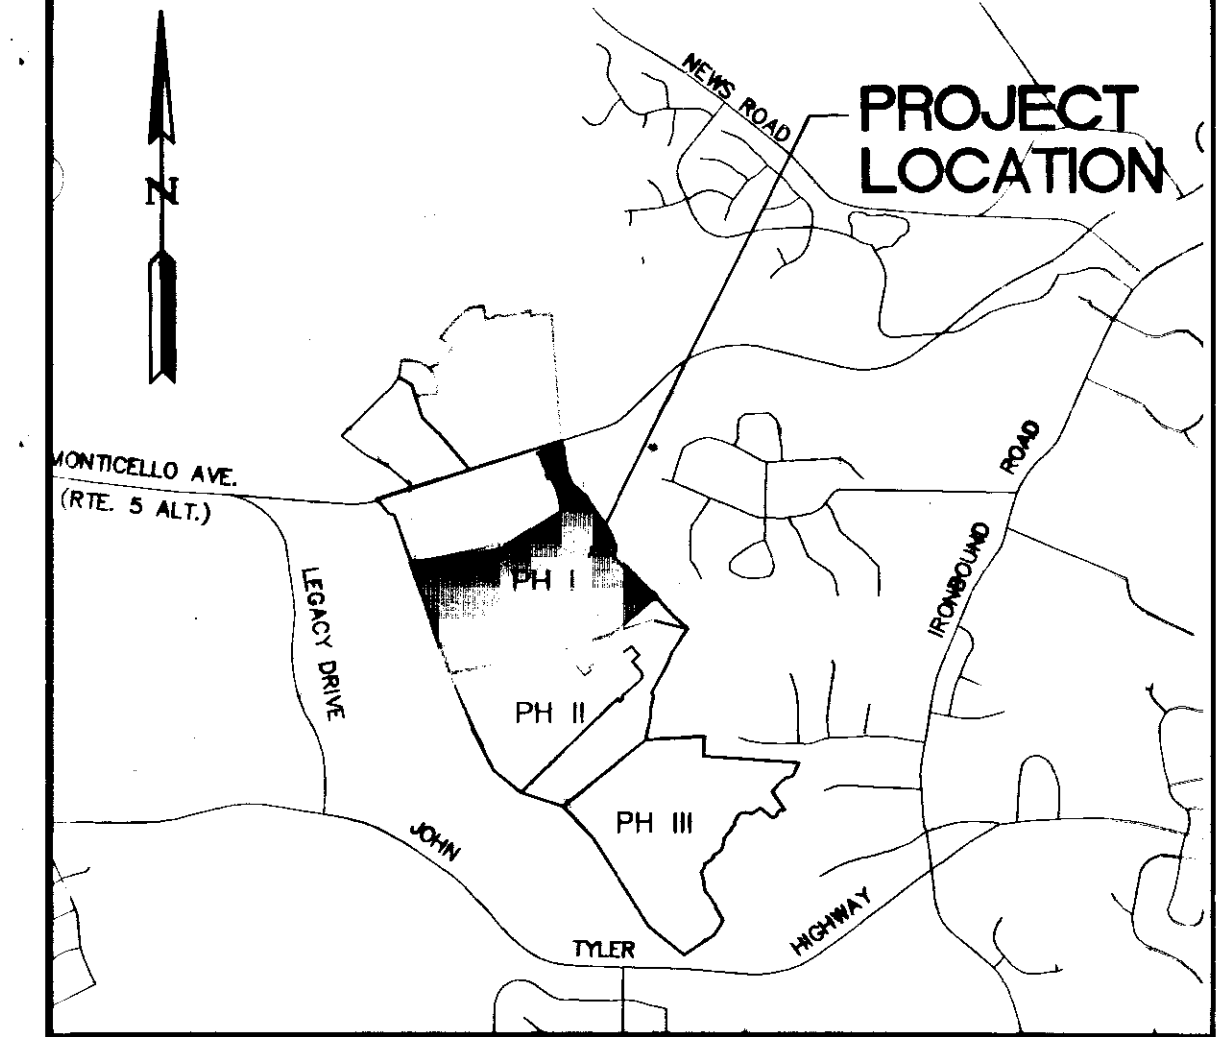 NEWS ROAD
PROJECT
LOCATION
N
MONTICELLO AVE.
(RTE. 5 ALT.)
ROAD
IRONBOUND
LEGACY DRIVE
PH I
PH II
PH III
JOHN
TYLER
HIGHWAY